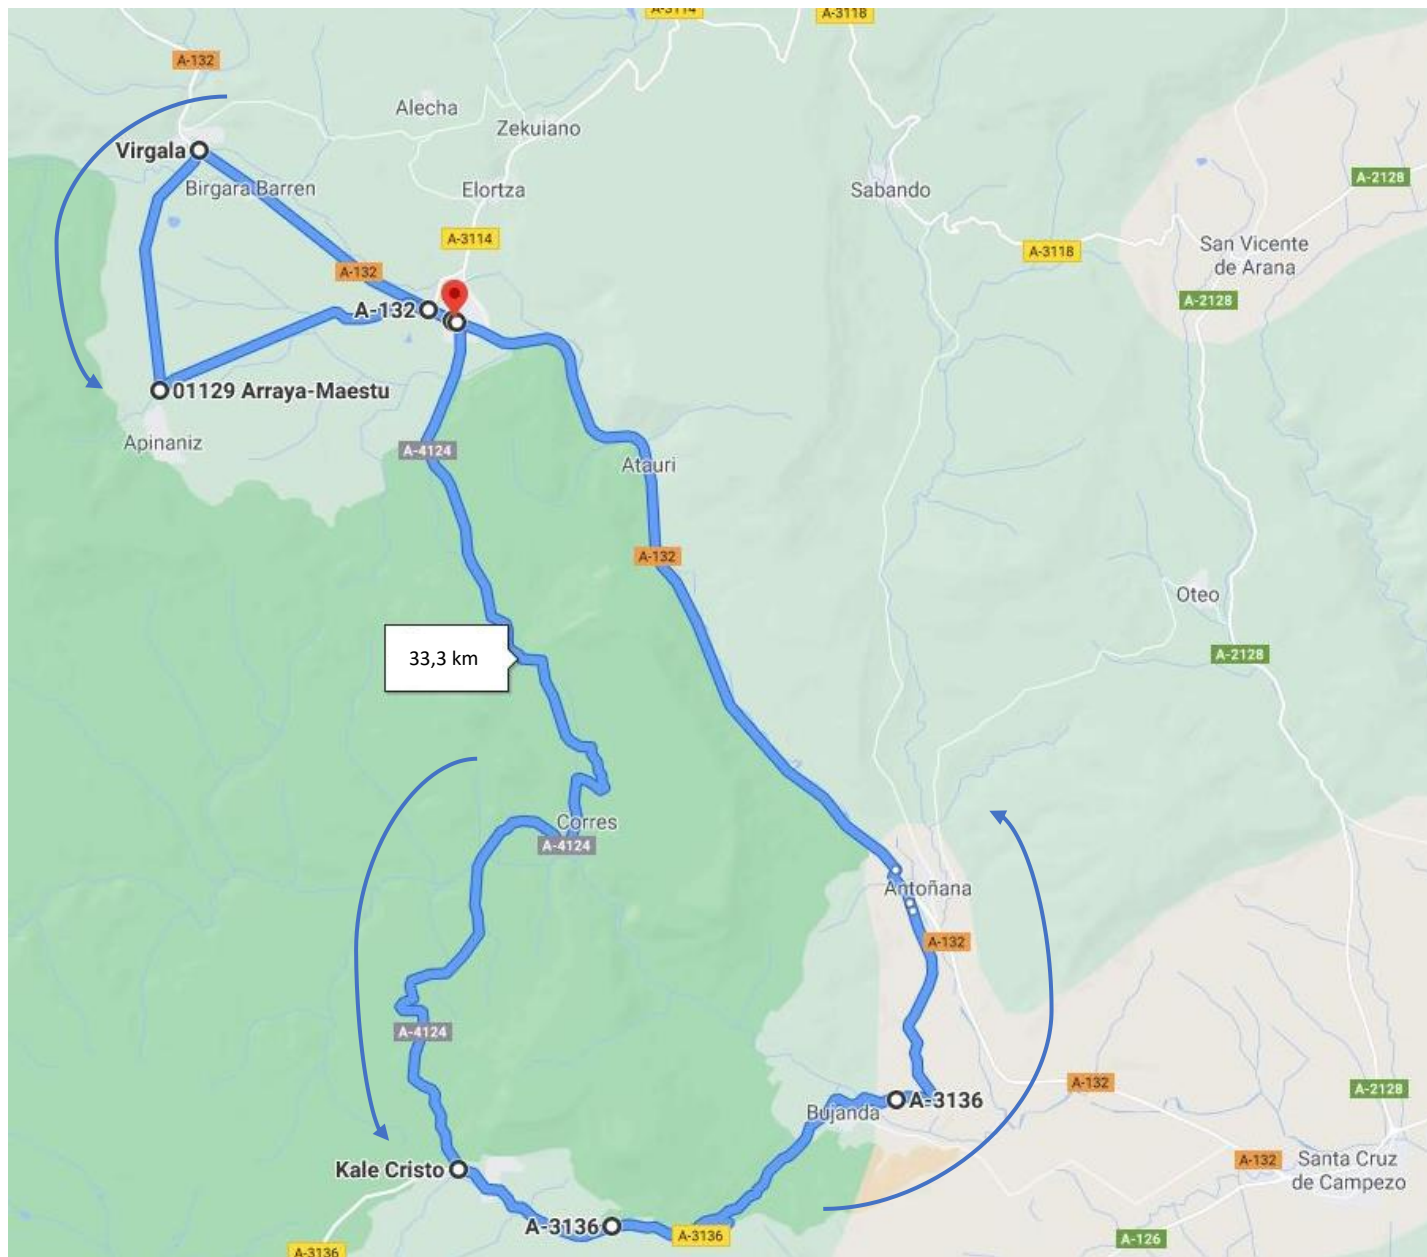 A-3114
A-3118
A-132
Alecha
Zekuiano
Virgala
Birgara Barren
Elortza
Sabando
A-2128
A-3114
A-3118
San Vicente
de Arana
A-132
A-132
A-2128
01129 Arraya-Maestu
Apinaniz
A-4124
Atauri
A-132
Oteo
33,3 km
A-2128
Corres
A-4124
Antoñana
A-132
A-4124
A-132
A-2128
Bujanda
A-3136
Kale Cristo
A-132
Santa Cruz
de Campezo
A-3136
A-3136
A-126
A-3136